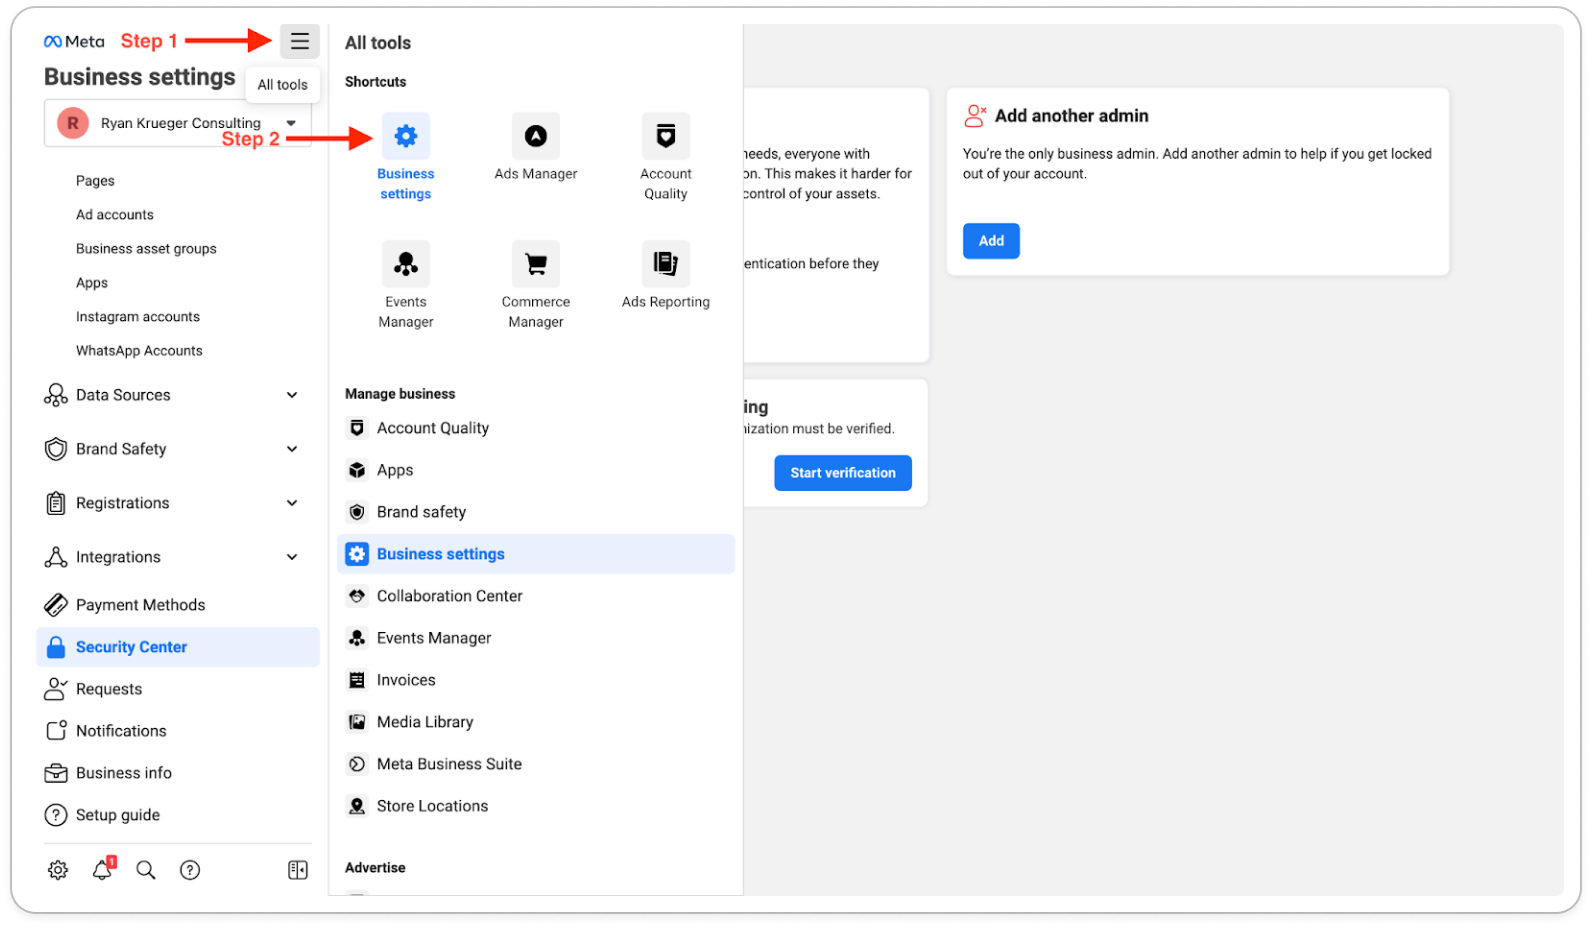 Meta
Step 1
Business settings
All tools
R
Ryan Krueger Consulting
Step 2
Pages
Ad accounts
Business asset groups
Apps
Instagram accounts
WhatsApp Accounts
Data Sources
Brand Safety
Registrations
Integrations
Payment Methods
Security Center
Requests
Notifications
Business info
Setup guide
1
All tools
Shortcuts
Business
settings
Ads Manager
Account
Quality
Events
Manager
Commerce
Manager
Ads Reporting
Manage business
Account Quality
Apps
Brand safety
Business settings
Collaboration Center
Events Manager
Invoices
Media Library
Meta Business Suite
Store Locations
Advertise
needs, everyone with
on. This makes it harder for
control of your assets.
entication before they
ing
nization must be verified.
Start verification
Add another admin
You're the only business admin. Add another admin to help if you get locked
out of your account.
Add